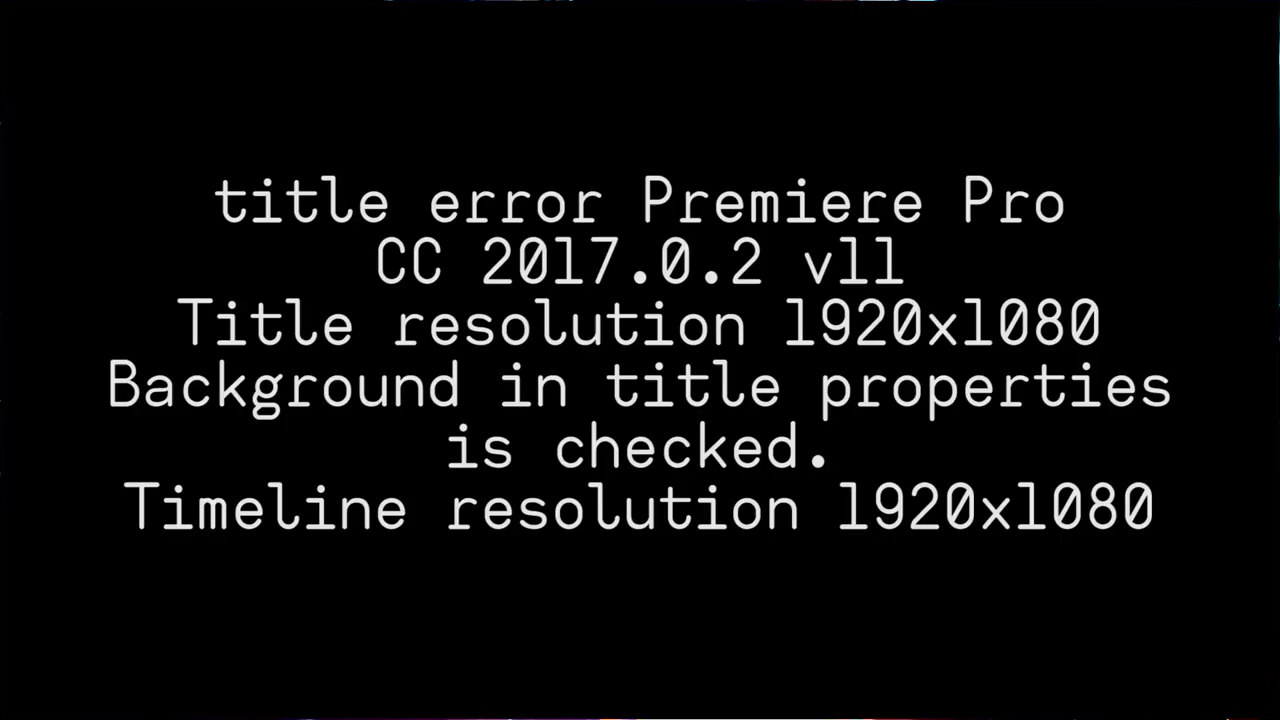 title error Premiere Pro
CC 2017.0.2 v11
Title resolution 1920x1080
Background in title properties
is checked.
Timeline resolution 1920x1080